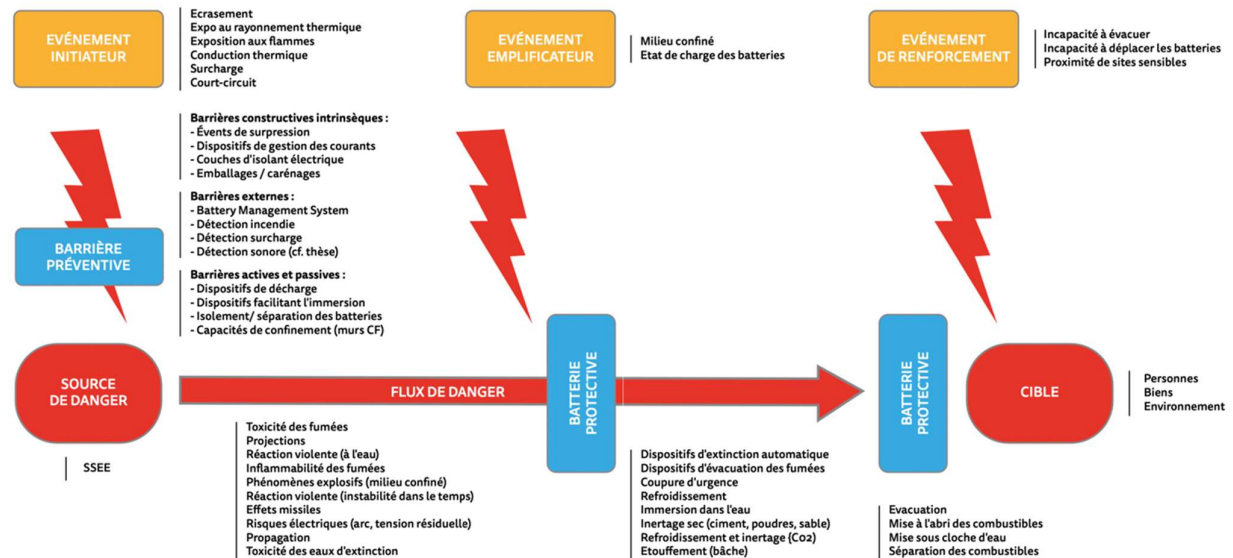 EVÉNEMENT
INITIATEUR
Ecrasement
Expo au rayonnement thermique
Exposition aux flammes
Conduction thermique
Surcharge
Court-circuit
EVÉNEMENT
EMPLIFICATEUR
Milieu confiné
Etat de charge des batteries
EVÉNEMENT
DE RENFORCEMENT
Incapacité à évacuer
Incapacité à déplacer les batteries
Proximité de sites sensibles
Barrières constructives intrinsèques :
- Évents de surpression
- Dispositifs de gestion des courants
- Couches d'isolant électrique
- Emballages / carénages
Barrières externes :
- Battery Management System
- Détection incendie
- Détection surcharge
- Détection sonore (cf. thèse)
BARRIÈRE
PRÉVENTIVE
Barrières actives et passives :
- Dispositifs de décharge
- Dispositifs facilitant l'immersion
- Isolement/ séparation des batteries
- Capacités de confinement (murs CF)
SOURCE
DE DANGER
SSEE
FLUX DE DANGER
Toxicité des fumées
Projections
Réaction violente (à l'eau)
Inflammabilité des fumées
Phénomènes explosifs (milieu confiné)
Réaction violente (instabilité dans le temps)
Effets missiles
Risques électriques (arc, tension résiduelle)
Propagation
Toxicité des eaux d'extinction
BATTERIE
PROTECTIVE
Dispositifs d'extinction automatique
Dispositifs d'évacuation des fumées
Coupure d'urgence
Refroidissement
Immersion dans l'eau
Inertage sec (ciment, poudres, sable)
Refroidissement et inertage {C02)
Etouffement (bâche)
BATTERIE
PROTECTIVE
Evacuation
Mise à l'abri des combustibles
Mise sous cloche d'eau
Séparation des combustibles
CIBLE
Personnes
Biens
Environnement